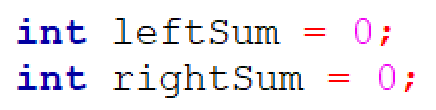 int leftSum = 0;
int rightSum = 0;